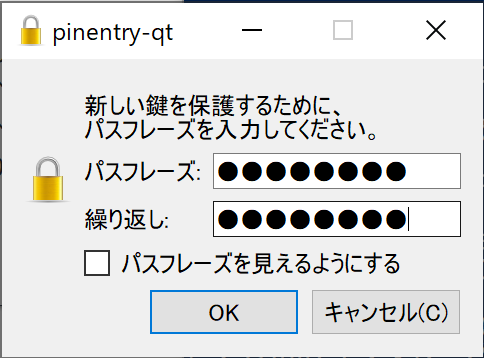 pinentry-qt
新しい鍵を保護するために、
パスフレーズを入力してください。
パスフレーズ: ●●●●●●●●
繰り返し: ●●●●●●●●
パスフレーズを見えるようにする
OK キャンセル(C)